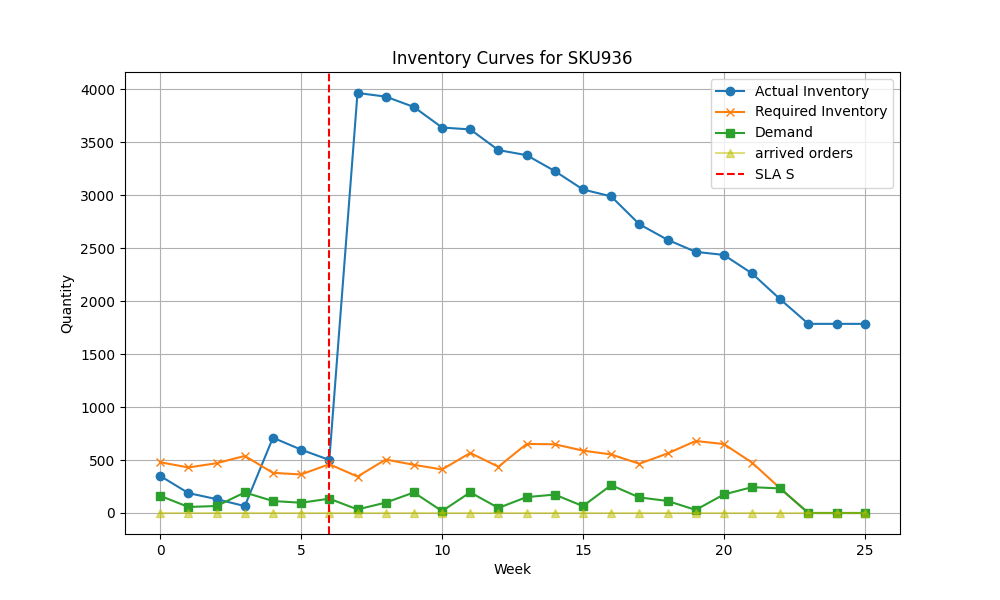 Inventory Curves for SKU936
Actual Inventory
Required Inventory
Demand
arrived orders
SLA S
Quantity
4000
3500
3000
2500
2000
1500
1000
500
0
0 5 10 15 20 25
Week